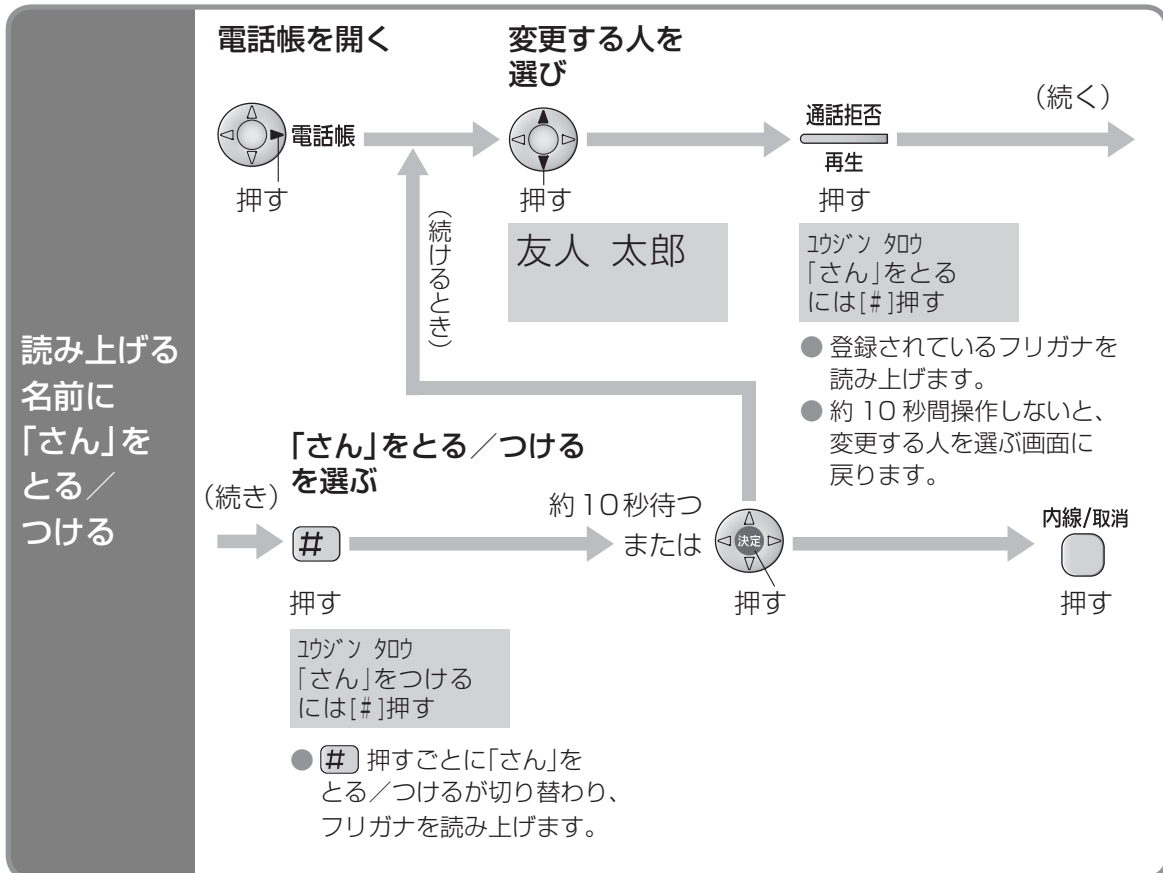 読み上げる
名前に
「さん」を
とる／
つける
電話帳を開く
電話帳
押す
変更する人を
選び
押す
友人 太郎
通話拒否
再生
押す
ﾕｳｼﾞﾝ ﾀﾛｳ
「さん」をとる
には[#]押す
● 登録されているフリガナを
読み上げます。
● 約 10 秒間操作しないと、
変更する人を選ぶ画面に
戻ります。
（続く）
（続けるとき）
（続き）
「さん」をとる／つける
を選ぶ
#
押す
ﾕｳｼﾞﾝ ﾀﾛｳ
「さん」をつける
には[#]押す
● # 押すごとに「さん」を
とる／つけるが切り替わり、
フリガナを読み上げます。
約10秒待つ
または
決定
押す
内線/取消
押す